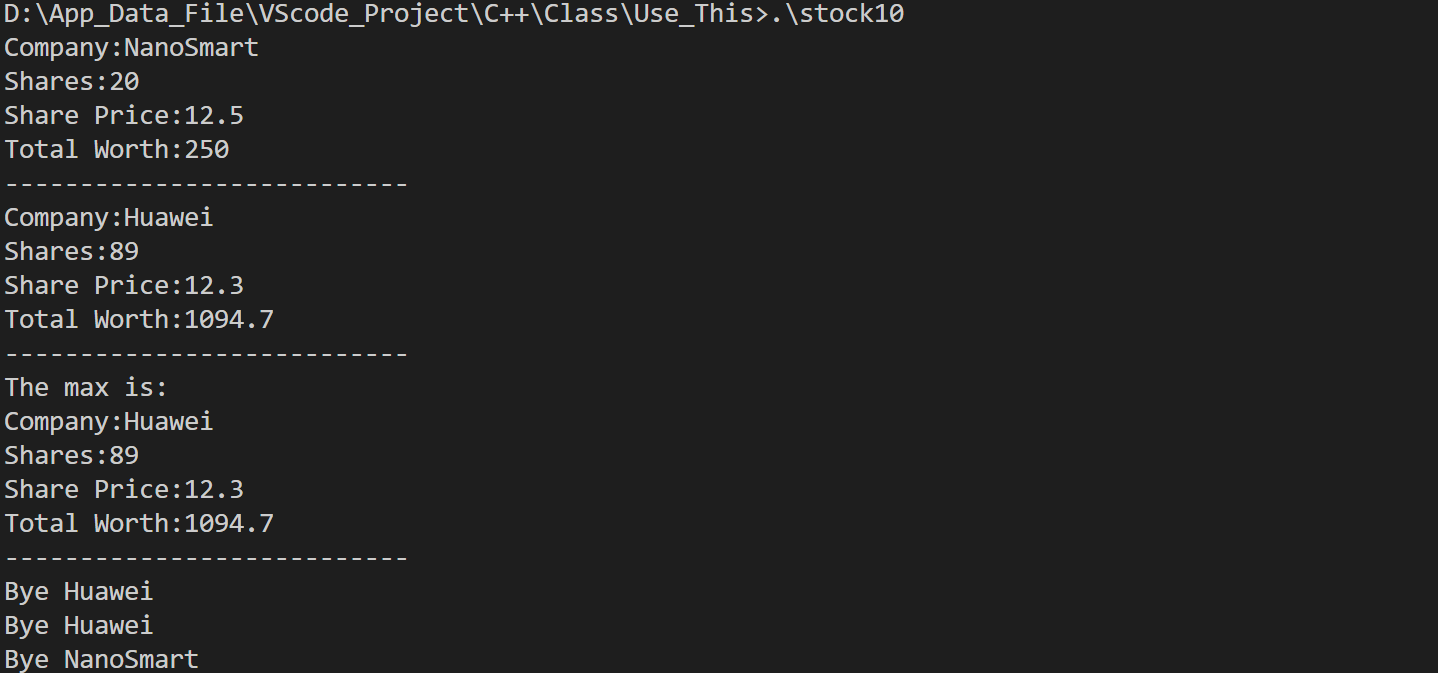 D:\App_Data_File\VScode_Project\C++\Class\Use_This>.\stock10
Company:NanoSmart
Shares:20
Share Price:12.5
Total Worth:250
---------------------------
Company:Huawei
Shares:89
Share Price:12.3
Total Worth:1094.7
---------------------------
The max is:
Company:Huawei
Shares:89
Share Price:12.3
Total Worth:1094.7
---------------------------
Bye Huawei
Bye Huawei
Bye NanoSmart